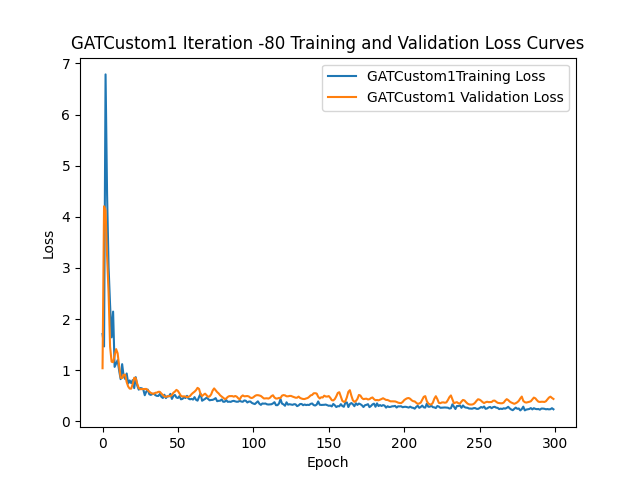 GATCustom1 Iteration -80 Training and Validation Loss Curves
GATCustom1Training Loss
GATCustom1 Validation Loss
7
6
5
4
3
2
1
0
Loss
0 50 100 150 200 250 300
Epoch